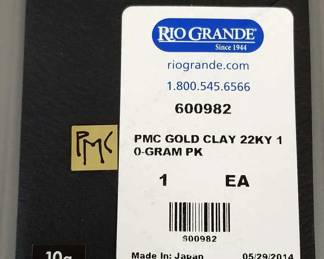 RIO GRANDE
Since 1944
riogrande.com
1.800.545.6566
600982
PMC
PMC GOLD CLAY 22KY 1
0-GRAM PK
1 EA
600982
10g
Made In: Japan 05/29/2014